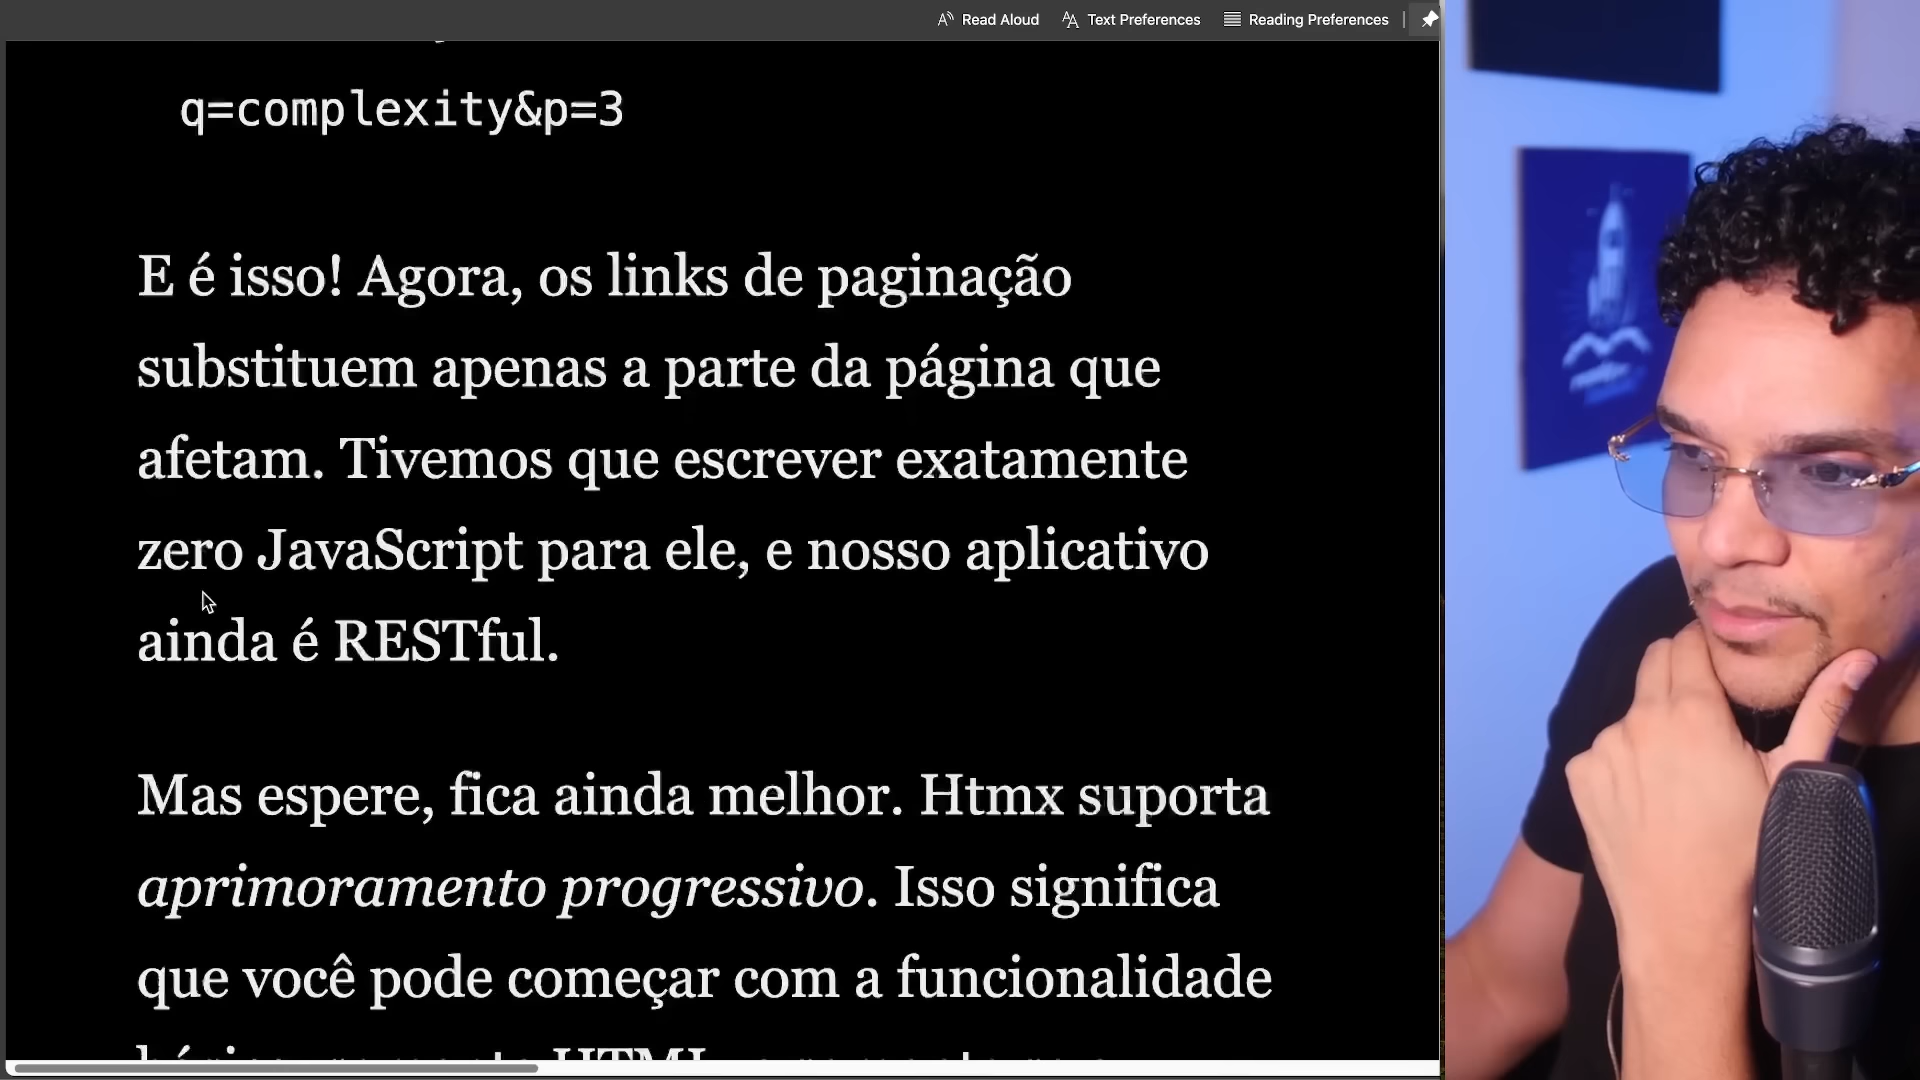 Read Aloud Text Preferences Reading Preferences
q=complexity&p=3
E é isso! Agora, os links de paginação
substituem apenas a parte da página que
afetam. Tivemos que escrever exatamente
zero JavaScript para ele, e nosso aplicativo
ainda é RESTful.
Mas espere, fica ainda melhor. Htmx suporta
aprimoramento progressivo. Isso significa
que você pode começar com a funcionalidade
HTML